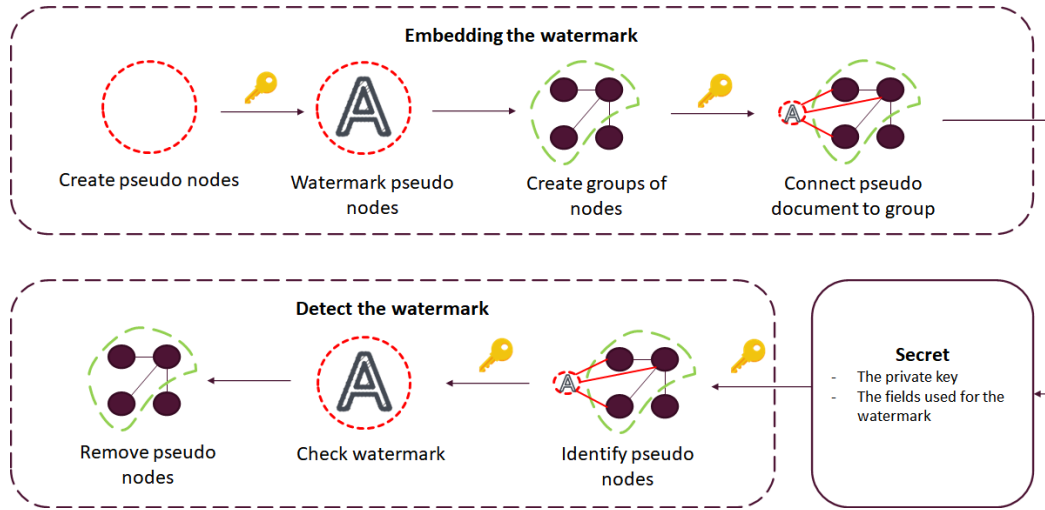 Embedding the watermark
A
A
Create pseudo nodes
Watermark pseudo
nodes
Create groups of
nodes
Connect pseudo
document to group
Detect the watermark
A
A
Remove pseudo
nodes
Check watermark
Identify pseudo
nodes
Secret
- The private key
- The fields used for the
watermark